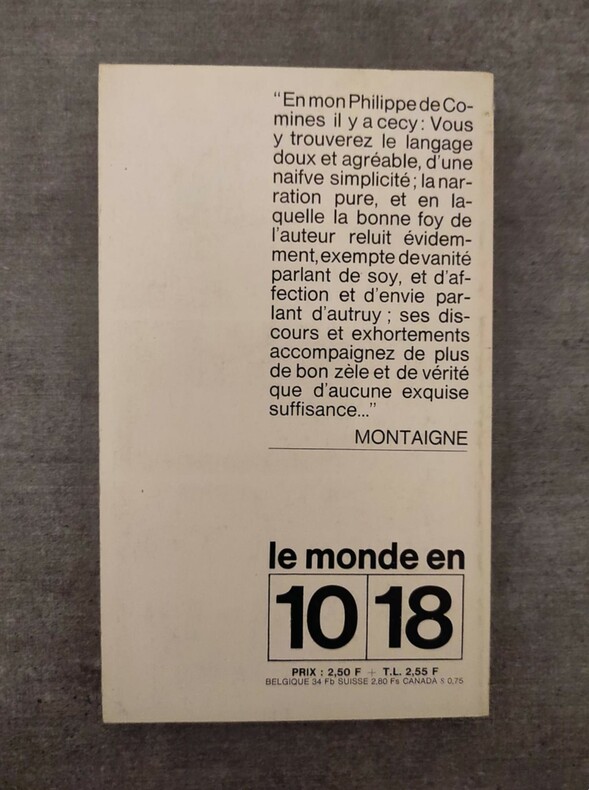 “En mon Philippe de Co-
mines il y a cecy : Vous
y trouverez le langage
doux et agréable, d'une
naifve simplicité ; la nar-
ration pure, et en la-
quelle la bonne foy de
l'auteur reluit évidem-
ment, exempte de vanité
parlant de soy, et d'af-
fection et d'envie par-
lant d'autruy ; ses dis-
cours et exhortements
accompaignez de plus
de bon zèle et de vérité
que d'aucune exquise
suffisance...”
MONTAIGNE
le monde en
10 18
PRIX : 2,50 F + T.L. 2,55 F
BELGIQUE 34 Fb SUISSE 2,80 Fs CANADA $ 0,75